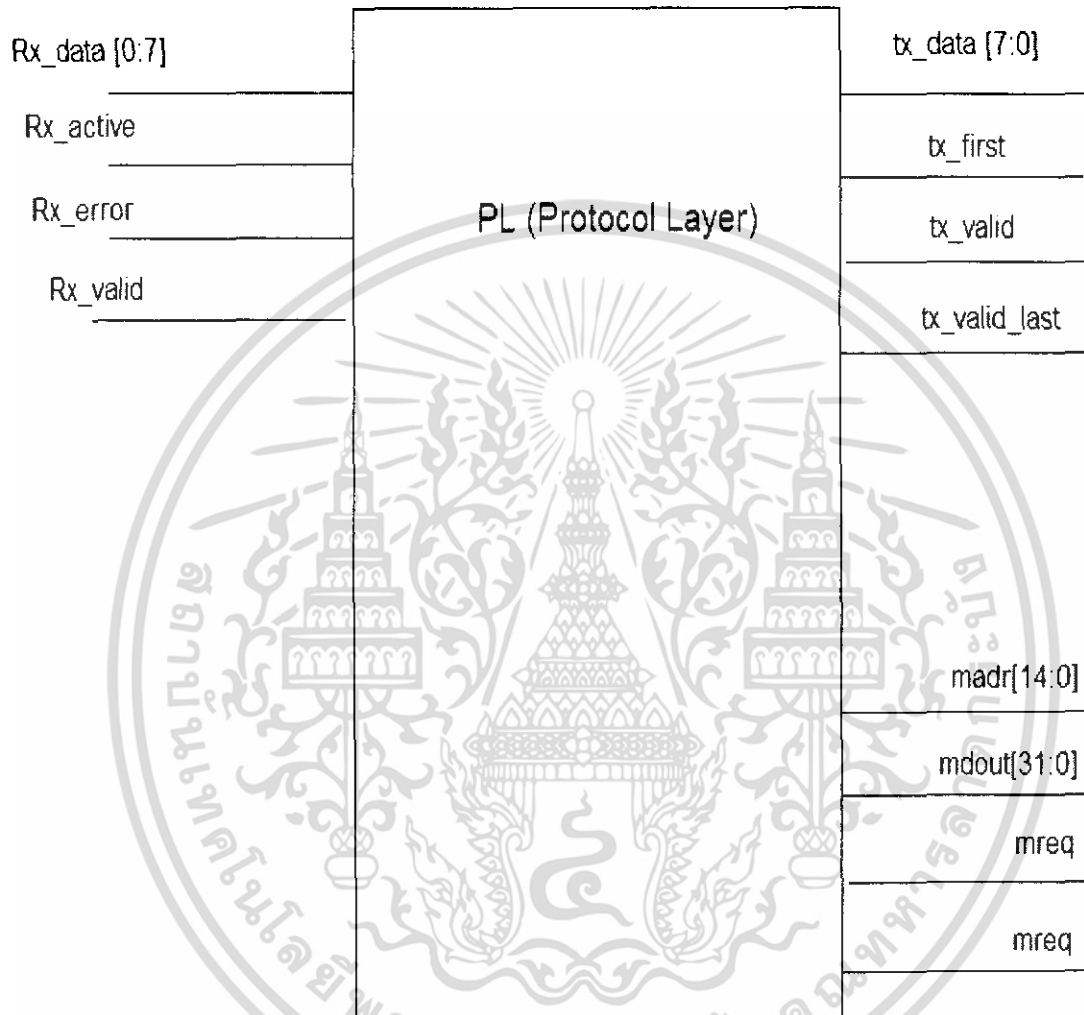 Rx_data [0:7]
Rx_active
Rx_error
Rx_valid
PL (Protocol Layer)
tx_data [7:0]
tx_first
tx_valid
tx_valid_last
madr[14:0]
mdout[31:0]
mreq
mreq